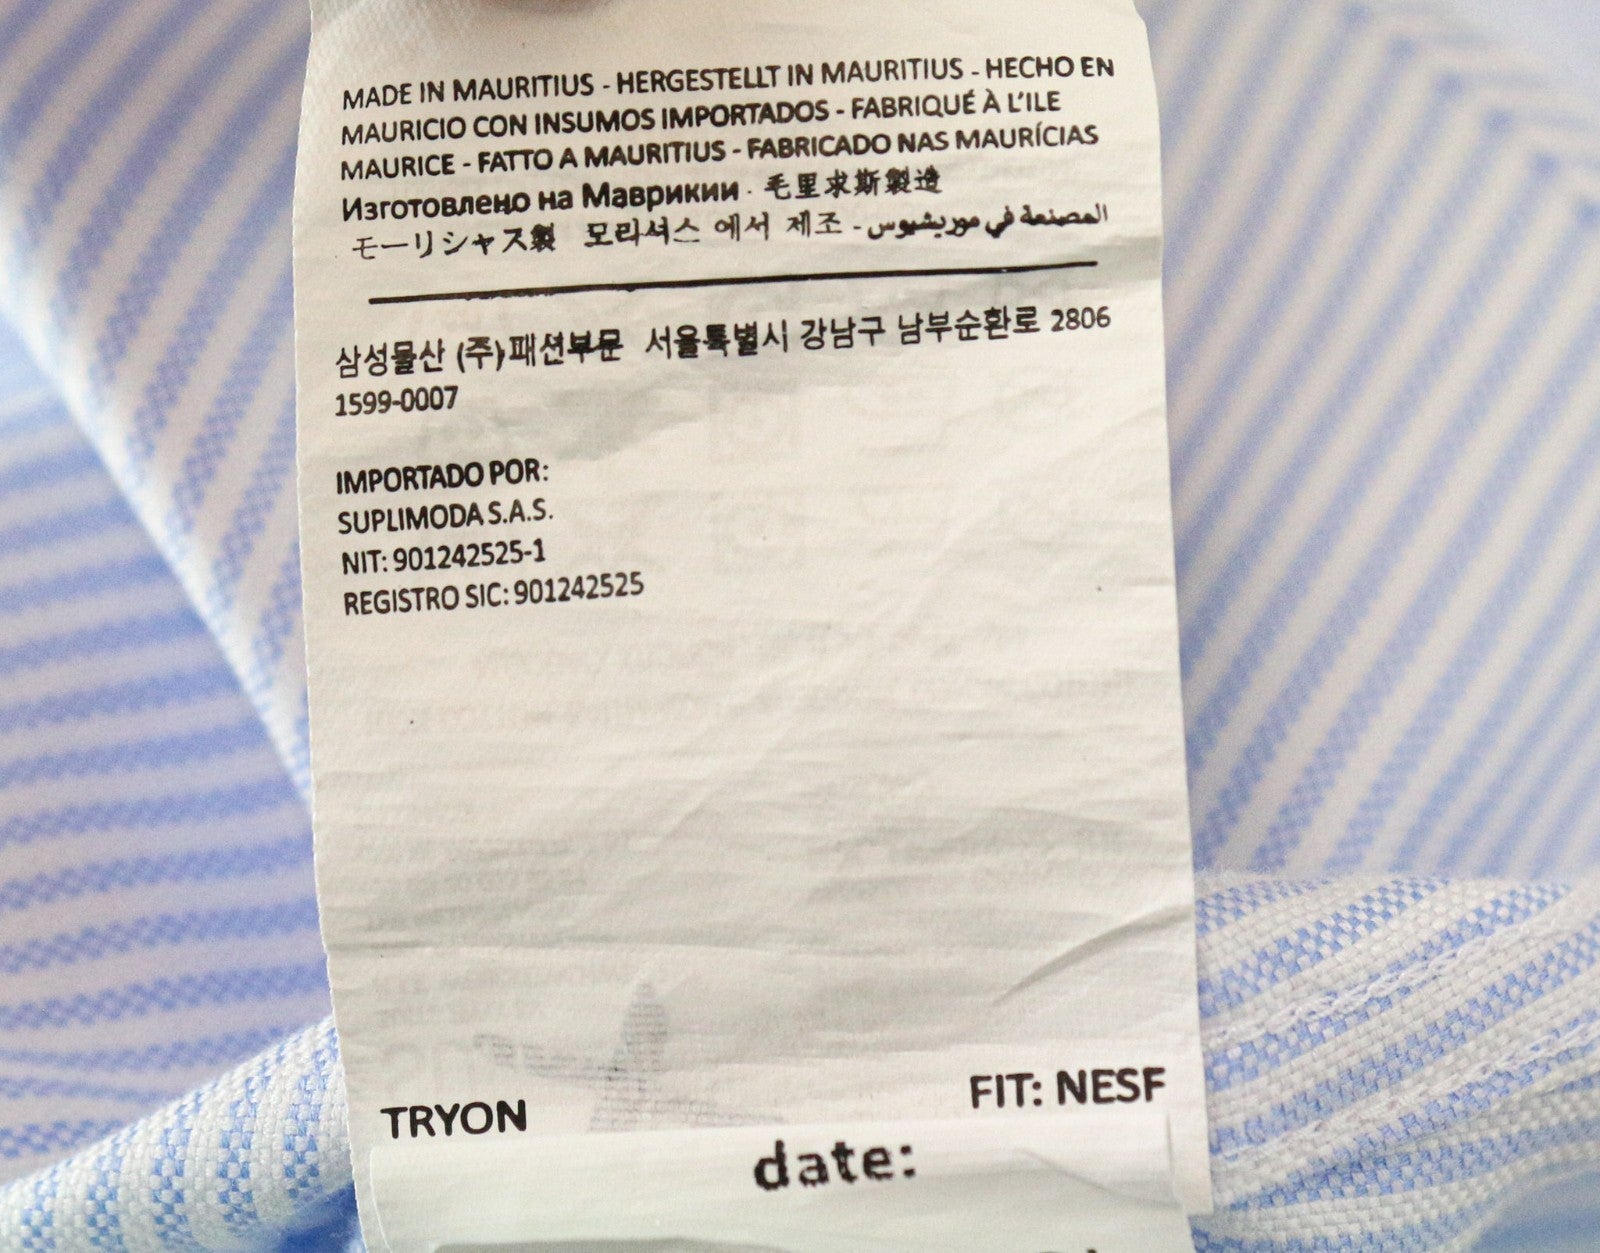 MADE IN MAURITIUS - HERGESTELLT IN MAURITIUS - HECHO EN
MAURICIO CON INSUMOS IMPORTADOS - FABRIQUÉ À L'ILE
MAURICE - FATTO A MAURITIUS - FABRICADO NAS MAURÍCIAS
Изготовлено на Маврикии · 毛里求斯製造
モーリシャス製 모리셔스 에서 제조 - المصنعة في موريشيوس
삼성물산 (주)패션부문 서울특별시 강남구 남부순환로 2806
1599-0007
IMPORTADO POR:
SUPLIMODA S.A.S.
NIT: 901242525-1
REGISTRO SIC: 901242525
TRYON
FIT: NESF
date: